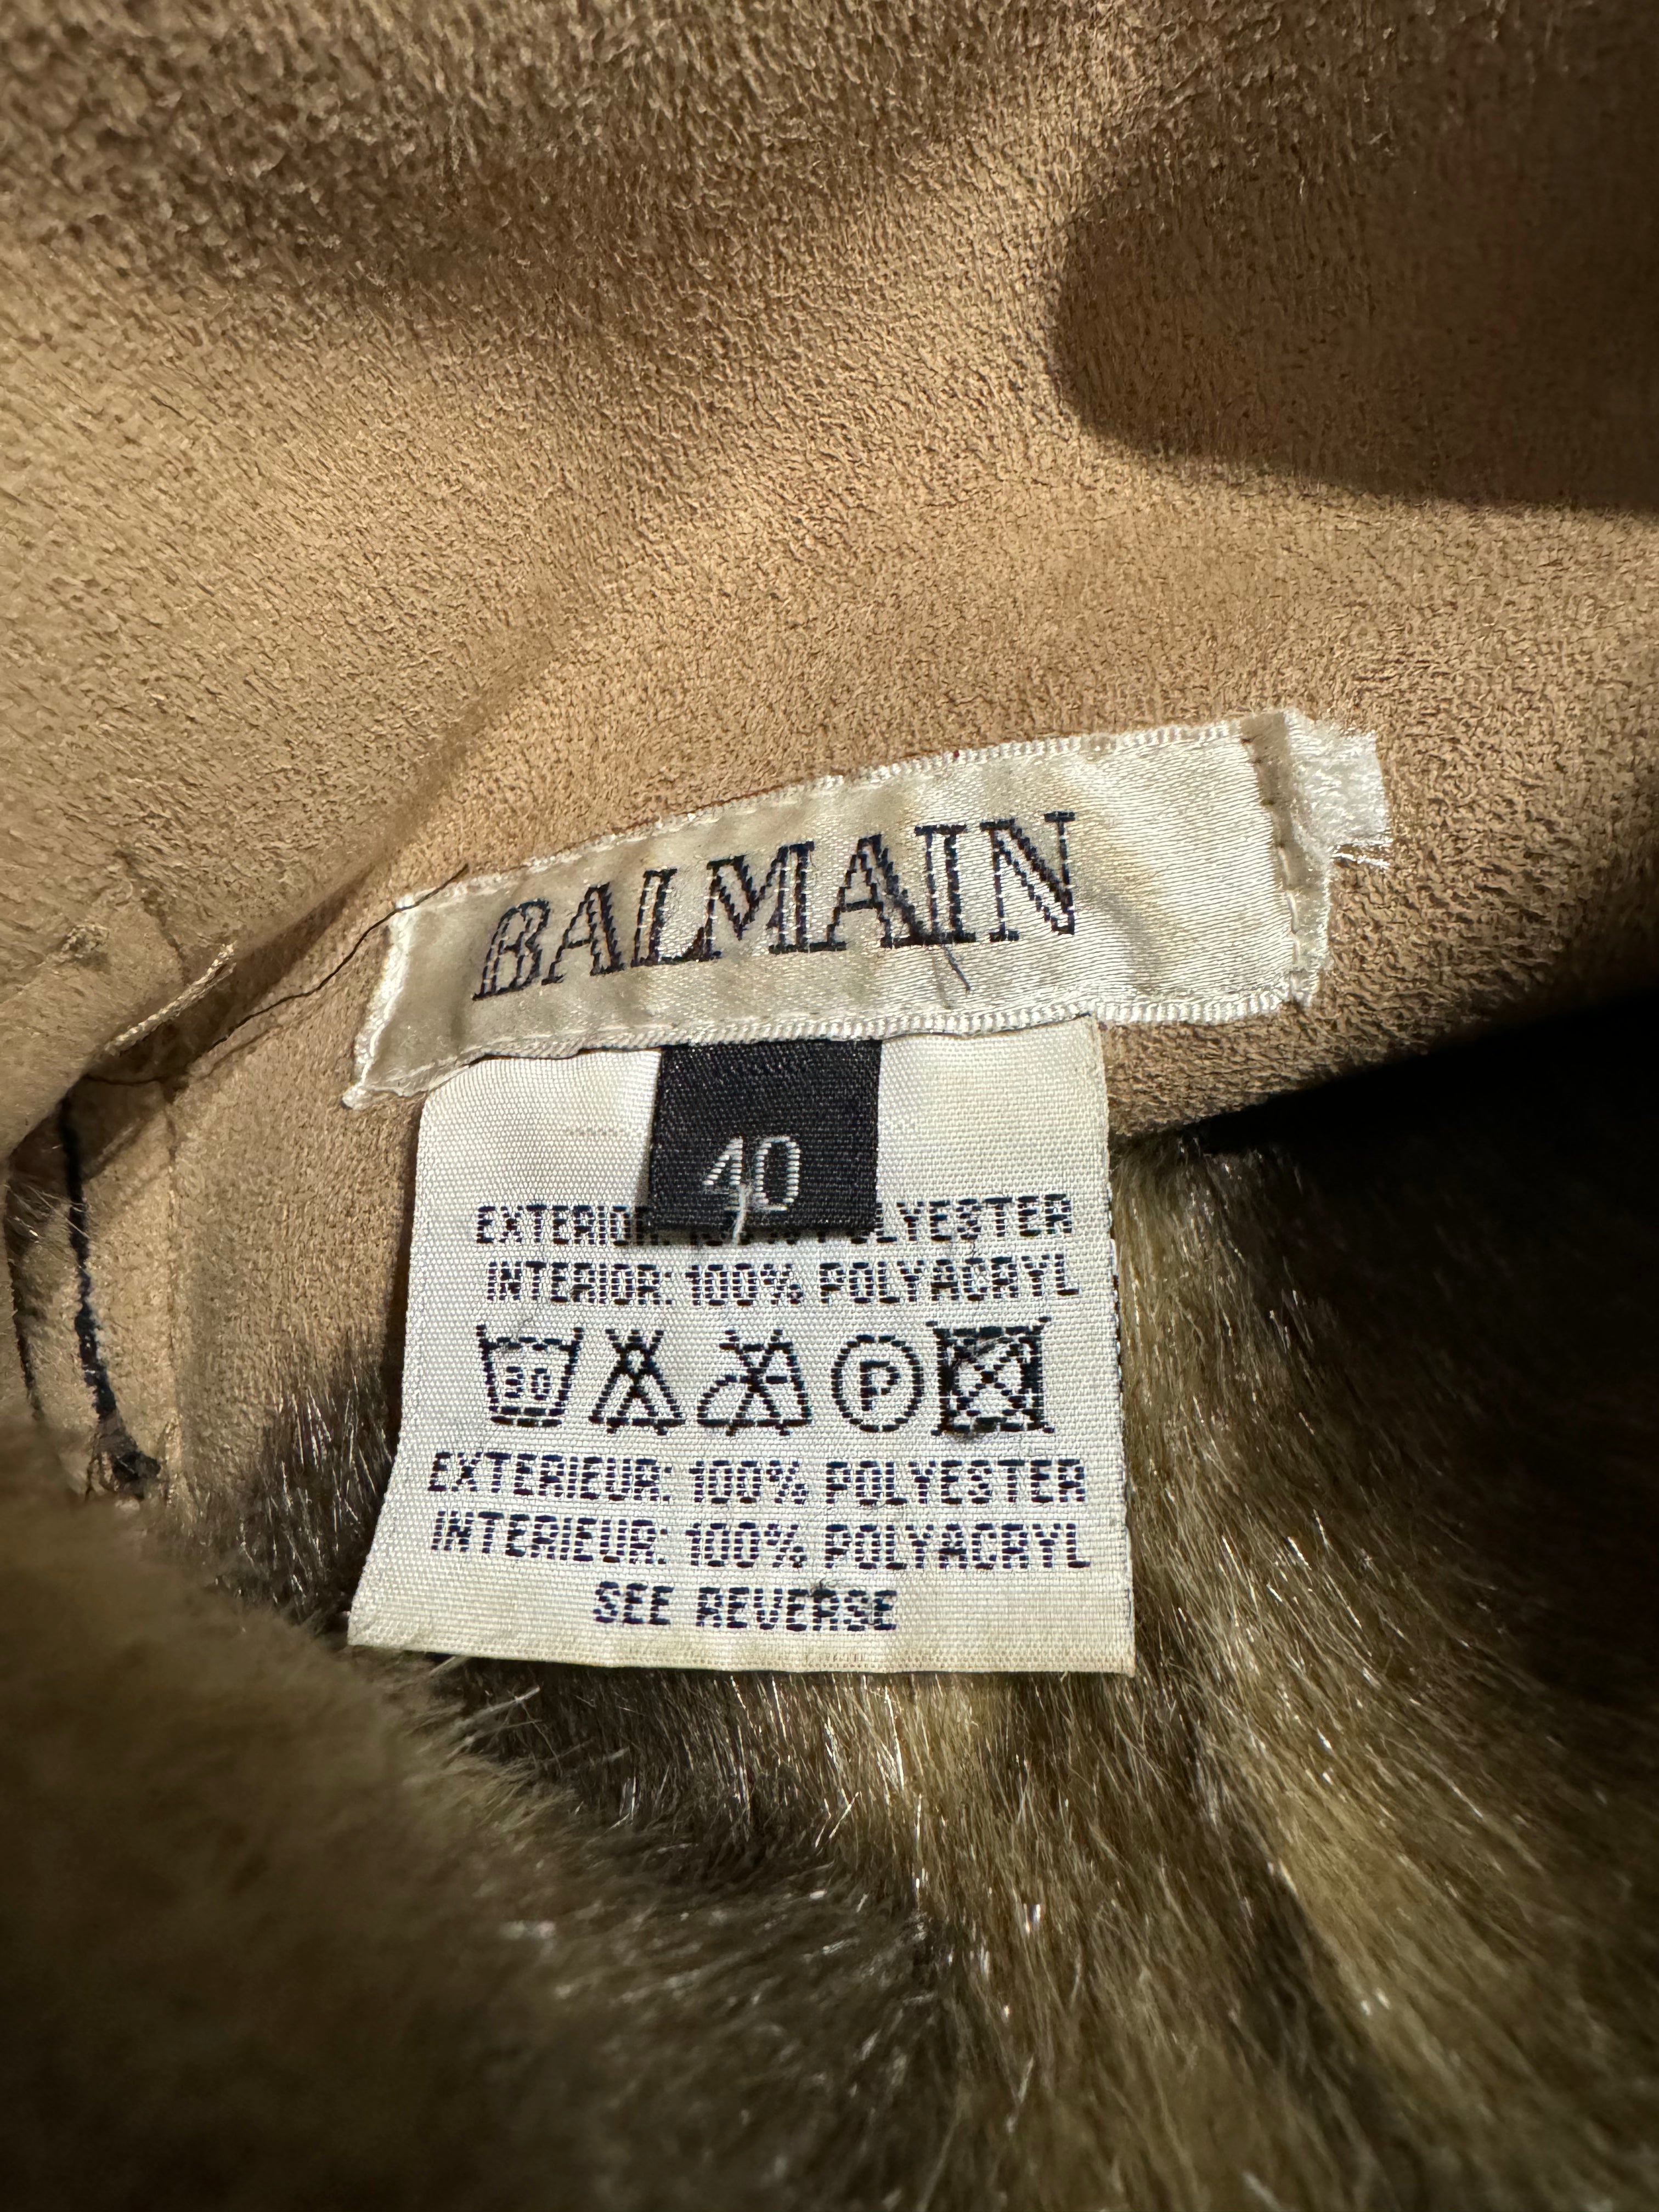 BALMAIN
40
EXTERIOR: 100% POLYESTER
INTERIOR: 100% POLYACRYL
30
P
EXTERIEUR: 100% POLYESTER
INTERIEUR: 100% POLYACRYL
SEE REVERSE